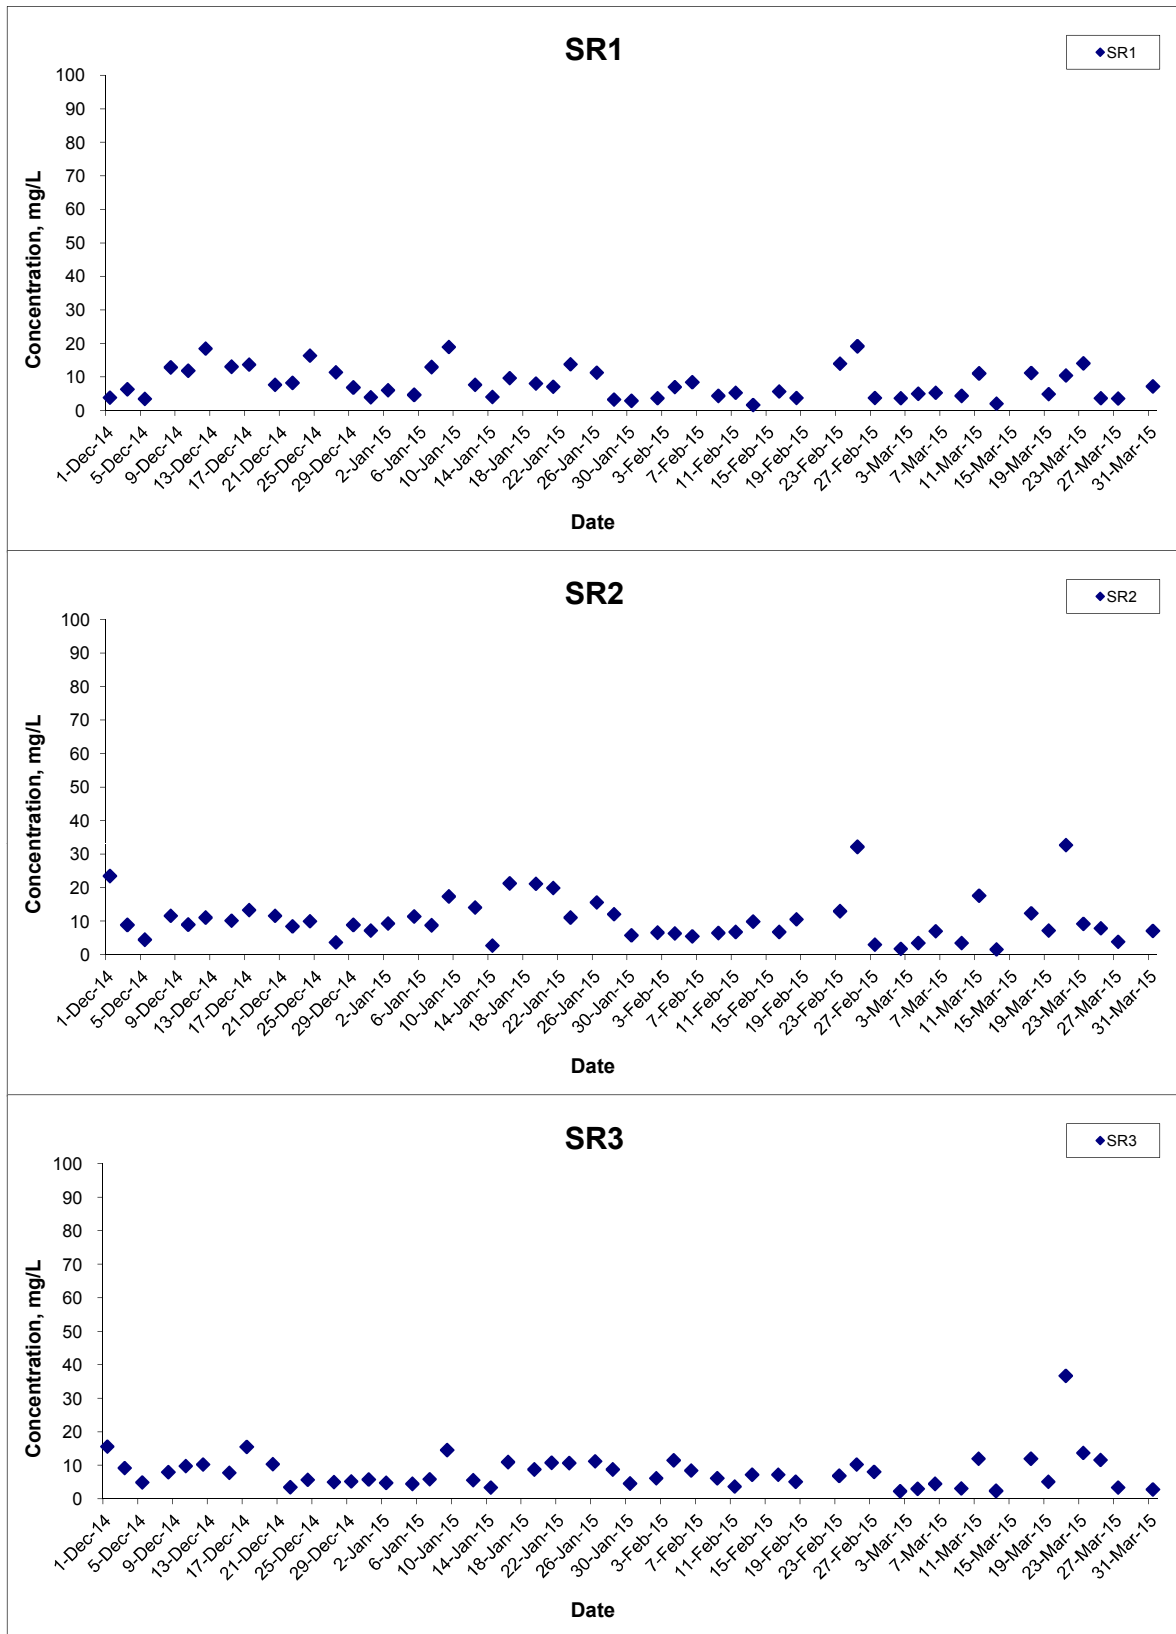 SR1
SR1
100
90
80
70
60
50
40
30
20
10
0
Concentration, mg/L
1-Dec-14
5-Dec-14
9-Dec-14
13-Dec-14
17-Dec-14
21-Dec-14
25-Dec-14
29-Dec-14
2-Jan-15
6-Jan-15
10-Jan-15
14-Jan-15
18-Jan-15
22-Jan-15
26-Jan-15
30-Jan-15
3-Feb-15
7-Feb-15
11-Feb-15
15-Feb-15
19-Feb-15
23-Feb-15
27-Feb-15
3-Mar-15
7-Mar-15
11-Mar-15
15-Mar-15
19-Mar-15
23-Mar-15
27-Mar-15
31-Mar-15
Date
SR2
SR2
100
90
80
70
60
50
40
30
20
10
0
Concentration, mg/L
1-Dec-14
5-Dec-14
9-Dec-14
13-Dec-14
17-Dec-14
21-Dec-14
25-Dec-14
29-Dec-14
2-Jan-15
6-Jan-15
10-Jan-15
14-Jan-15
18-Jan-15
22-Jan-15
26-Jan-15
30-Jan-15
3-Feb-15
7-Feb-15
11-Feb-15
15-Feb-15
19-Feb-15
23-Feb-15
27-Feb-15
3-Mar-15
7-Mar-15
11-Mar-15
15-Mar-15
19-Mar-15
23-Mar-15
27-Mar-15
31-Mar-15
Date
SR3
SR3
100
90
80
70
60
50
40
30
20
10
0
Concentration, mg/L
1-Dec-14
5-Dec-14
9-Dec-14
13-Dec-14
17-Dec-14
21-Dec-14
25-Dec-14
29-Dec-14
2-Jan-15
6-Jan-15
10-Jan-15
14-Jan-15
18-Jan-15
22-Jan-15
26-Jan-15
30-Jan-15
3-Feb-15
7-Feb-15
11-Feb-15
15-Feb-15
19-Feb-15
23-Feb-15
27-Feb-15
3-Mar-15
7-Mar-15
11-Mar-15
15-Mar-15
19-Mar-15
23-Mar-15
27-Mar-15
31-Mar-15
Date